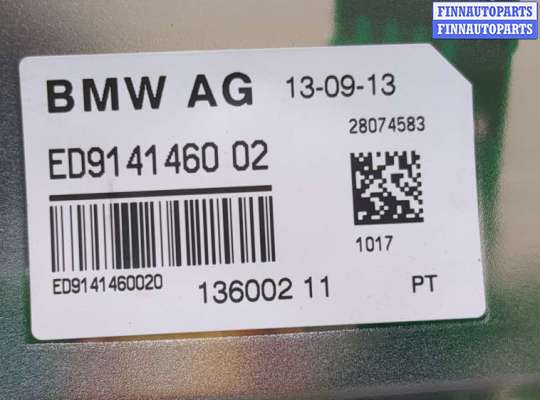 FINNAUTOPARTS
FINNAUTOPARTS
BMW AG 13-09-13
28074583
ED9141460 02
1017
ED9141460020
136002 11 PT